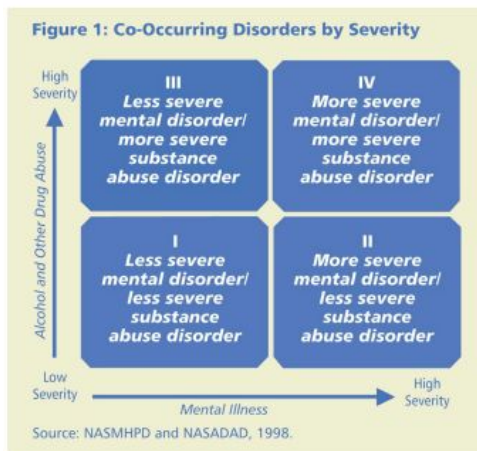 Figure 1: Co-Occurring Disorders by Severity
High
Severity
Alcohol and Other Drug Abuse
III
Less severe
mental disorder/
more severe
substance
abuse disorder
IV
More severe
mental disorder/
more severe
substance
abuse disorder
I
Less severe
mental disorder/
less severe
substance
abuse disorder
II
More severe
mental disorder/
less severe
substance
abuse disorder
Low
Severity
Mental Illness
High
Severity
Source: NASMHPD and NASADAD, 1998.